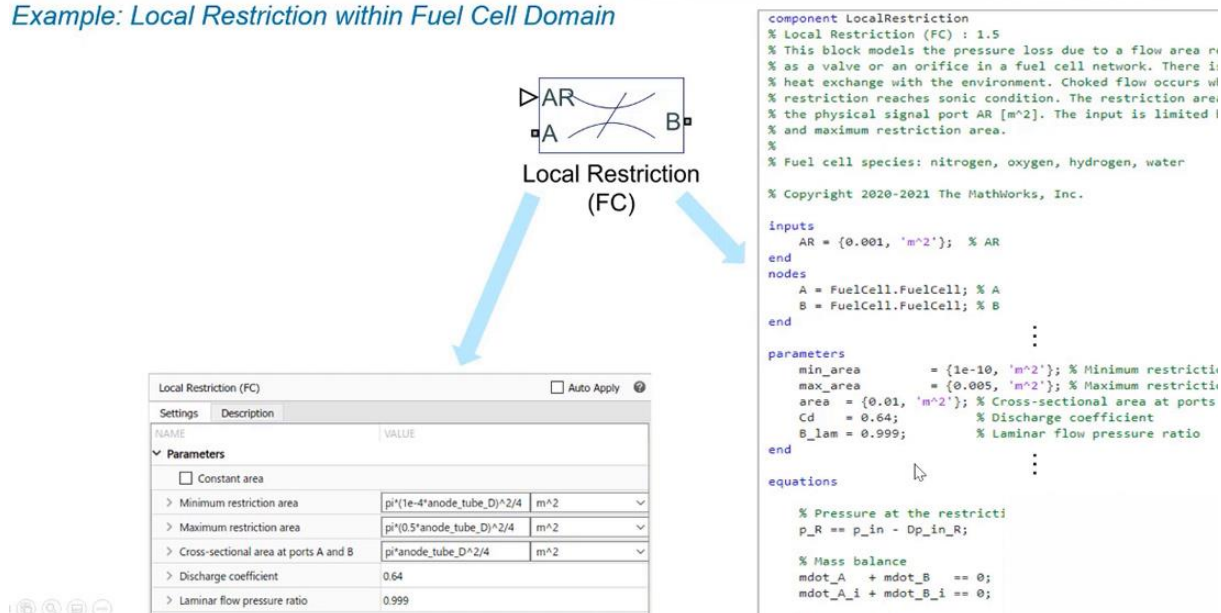 Example: Local Restriction within Fuel Cell Domain
AR
A
B
Local Restriction
(FC)
Local Restriction (FC)
Auto Apply
Settings
Description
NAME
VALUE
Parameters
Constant area
Minimum restriction area
pi*(1e-4*anode_tube_D)^2/4
m^2
Maximum restriction area
pi*(0.5*anode_tube_D)^2/4
m^2
Cross-sectional area at ports A and B
pi*anode_tube_D^2/4
m^2
Discharge coefficient
0.64
Laminar flow pressure ratio
0.999
component LocalRestriction
% Local Restriction (FC) : 1.5
% This block models the pressure loss due to a flow area
% as a valve or an orifice in a fuel cell network. There
% heat exchange with the environment. Choked flow occurs
% restriction reaches sonic condition. The restriction
% the physical signal port AR [m^2]. The input is limited
% and maximum restriction area.
%
% Fuel cell species: nitrogen, oxygen, hydrogen, water
% Copyright 2020-2021 The MathWorks, Inc.
inputs
AR = {0.001, 'm^2'}; % AR
end
nodes
A = FuelCell.FuelCell; % A
B = FuelCell.FuelCell; % B
end
parameters
min_area = {1e-10, 'm^2'}; % Minimum
max_area = {0.005, 'm^2'}; % Maximum
area = {0.01, 'm^2'}; % Cross-sectional area at ports
Cd = 0.64; % Discharge coefficient
B_lam = 0.999; % Laminar flow pressure ratio
end
equations
% Pressure at the
p_R == p_in - Dp_in_R;
% Mass balance
mdot_A + mdot_B == 0;
mdot_A_i + mdot_B_i == 0;